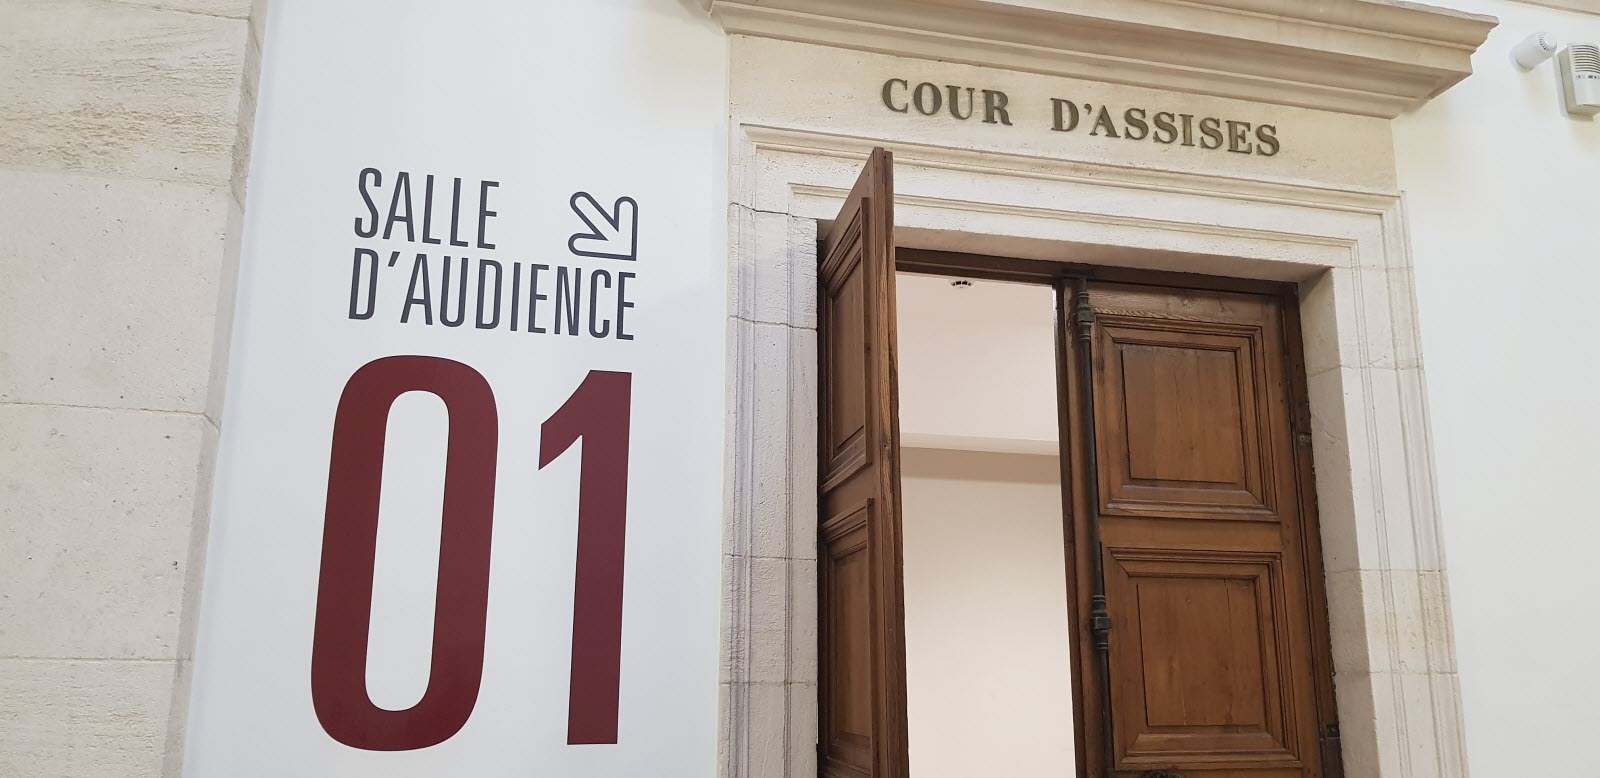 SALLE
D'AUDIENCE
01
COUR D'ASSISES